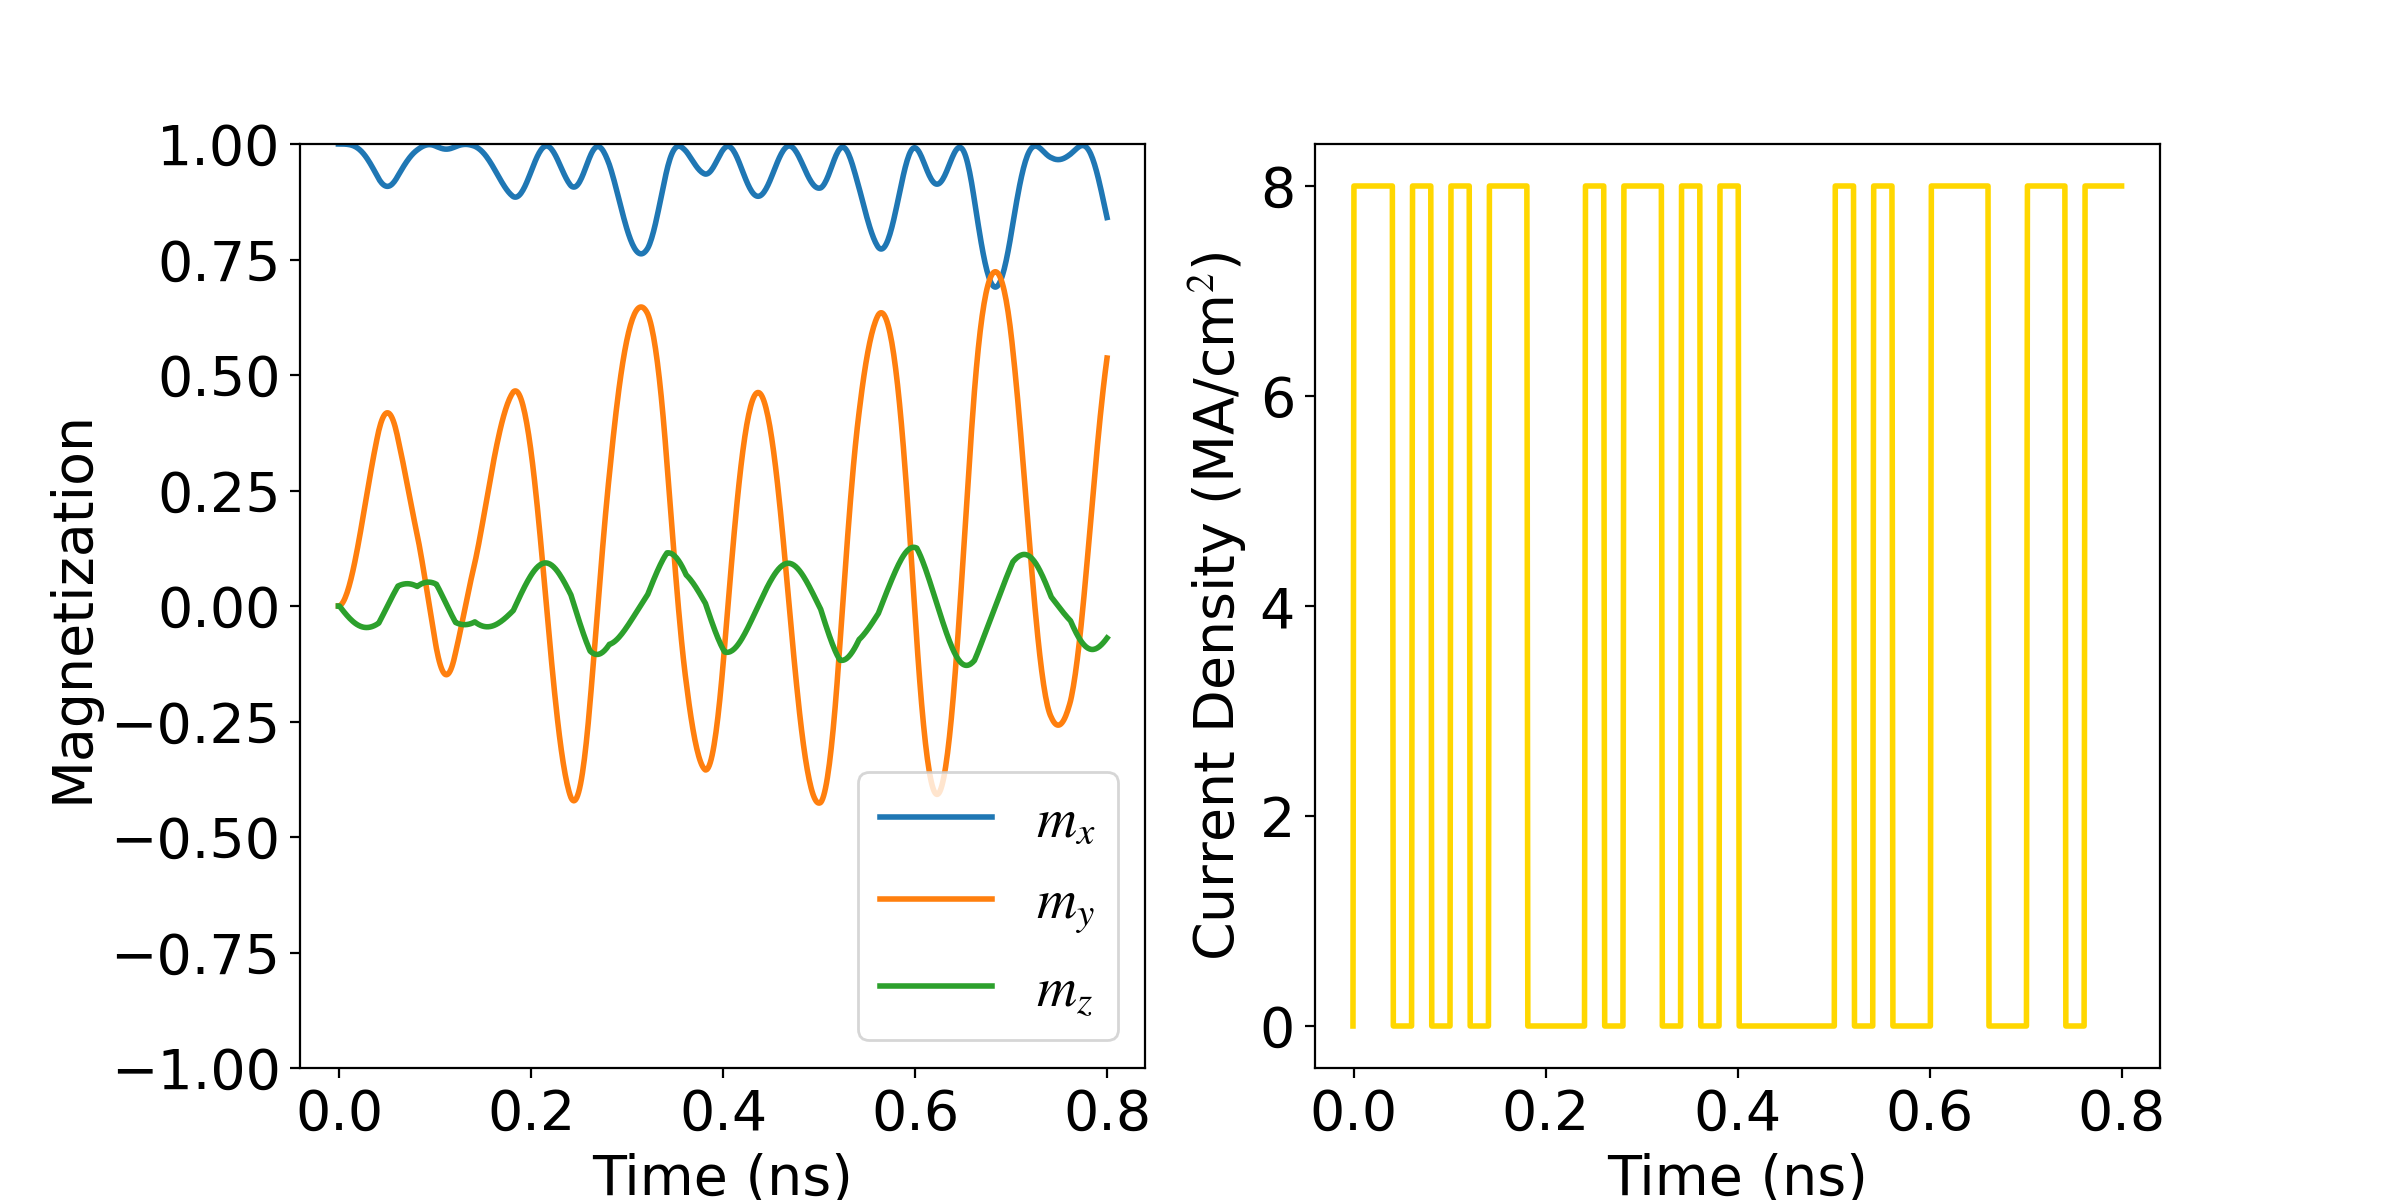 1.00
0.75
0.50
0.25
0.00
−0.25
−0.50
−0.75
−1.00
Magnetization
0.0 0.2 0.4 0.6 0.8
Time (ns)
m_x
m_y
m_z
8
6
4
2
0
Current Density (MA/cm²)
0.0 0.2 0.4 0.6 0.8
Time (ns)